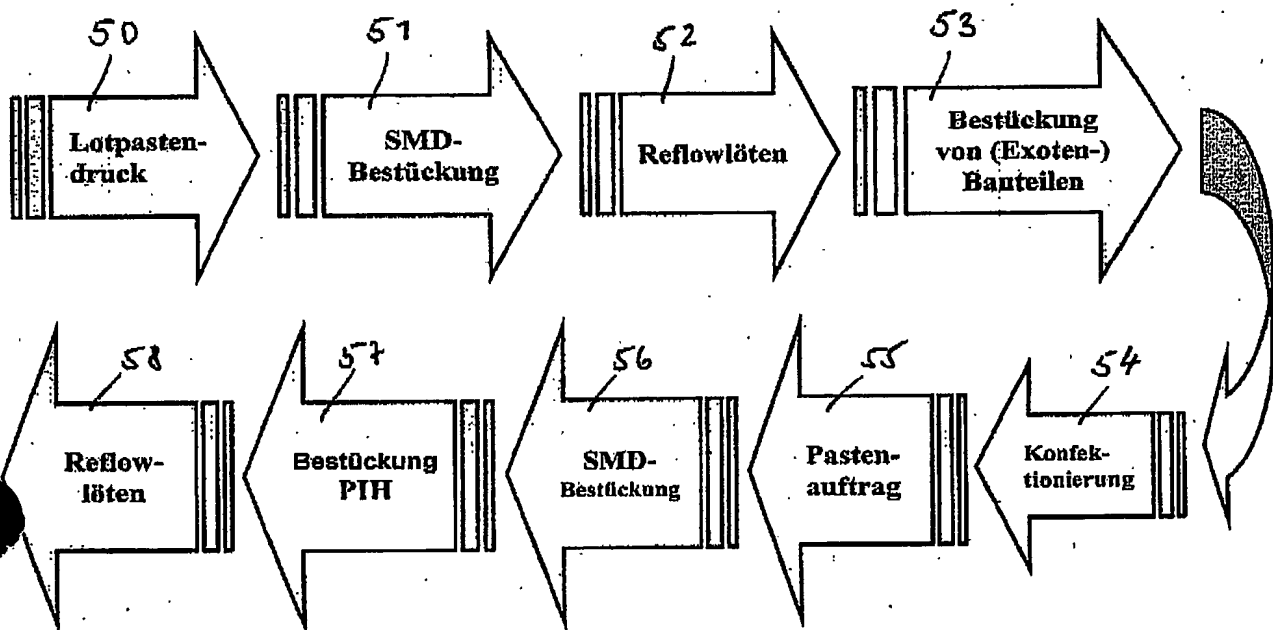 50
Lotpasten-
druck
51
SMD-
Bestückung
52
Reflowlöten
53
Bestückung
von (Exoten-)
Bauteilen
54
Konfek-
tionierung
55
Pasten-
auftrag
56
SMD-
Bestückung
57
Bestückung
PIH
58
Reflow-
löten